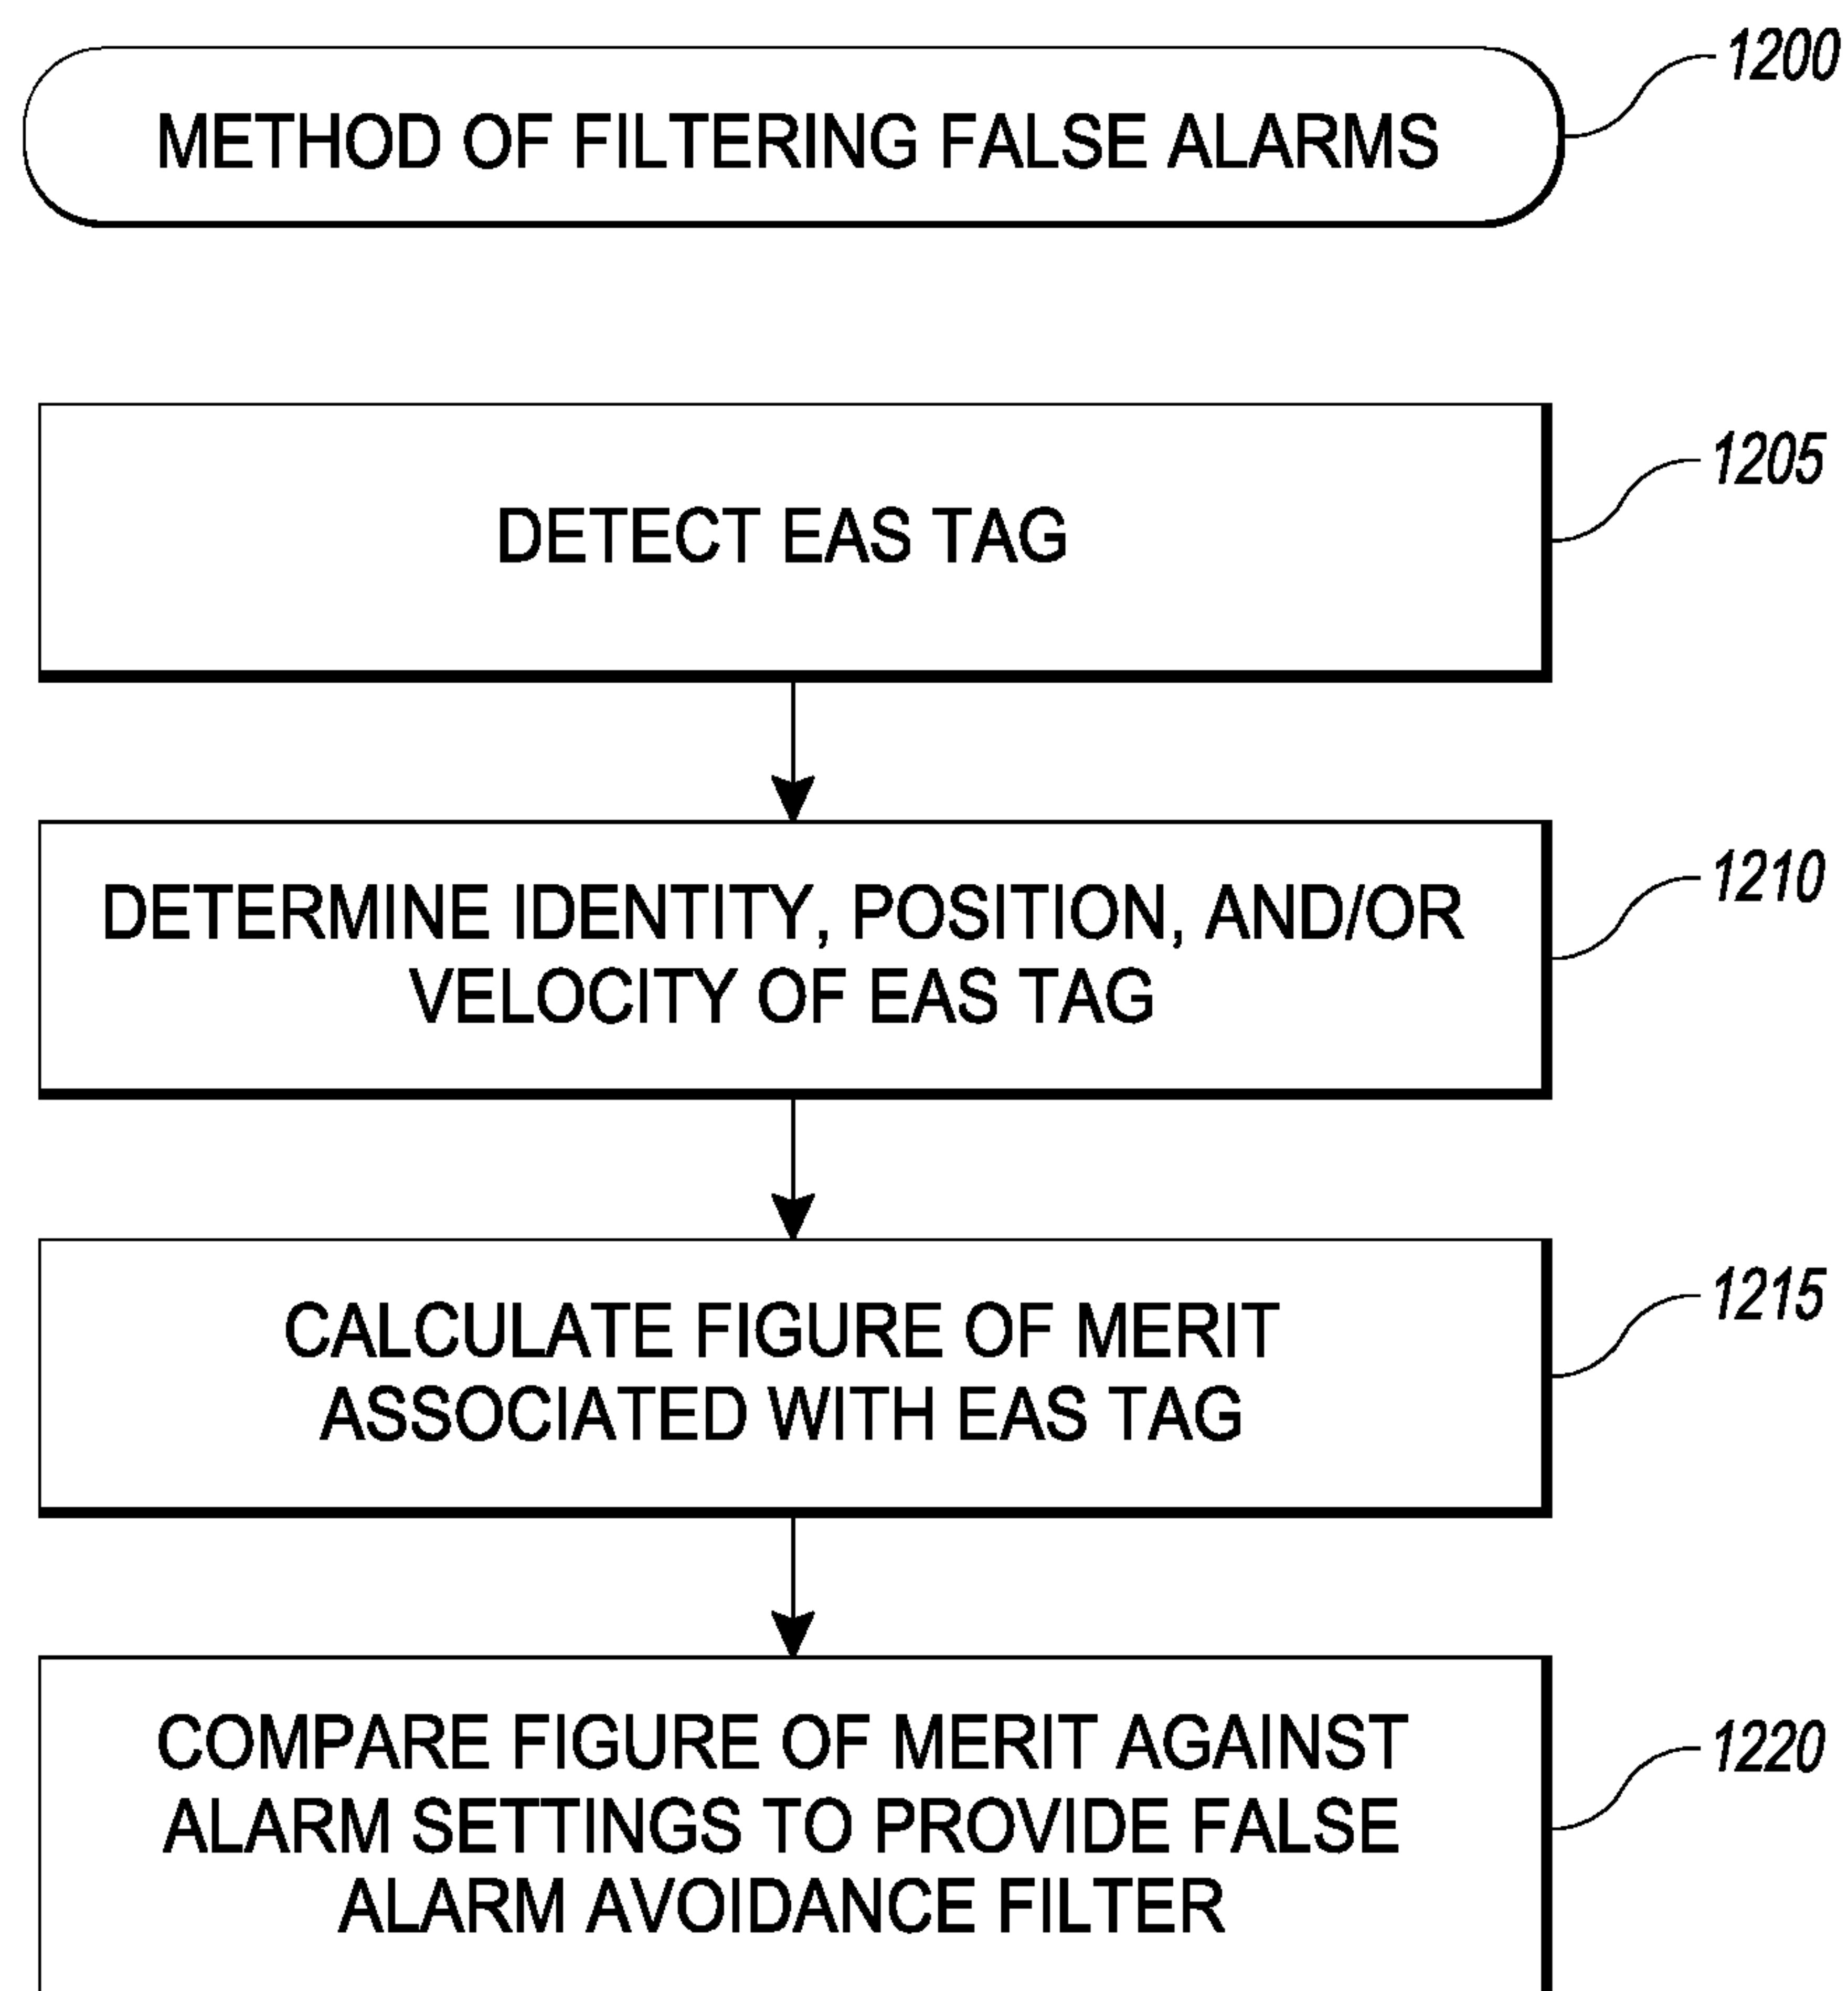 1200
METHOD OF FILTERING FALSE ALARMS
1205
DETECT EAS TAG
1210
DETERMINE IDENTITY, POSITION, AND/OR
VELOCITY OF EAS TAG
1215
CALCULATE FIGURE OF MERIT
ASSOCIATED WITH EAS TAG
1220
COMPARE FIGURE OF MERIT AGAINST
ALARM SETTINGS TO PROVIDE FALSE
ALARM AVOIDANCE FILTER